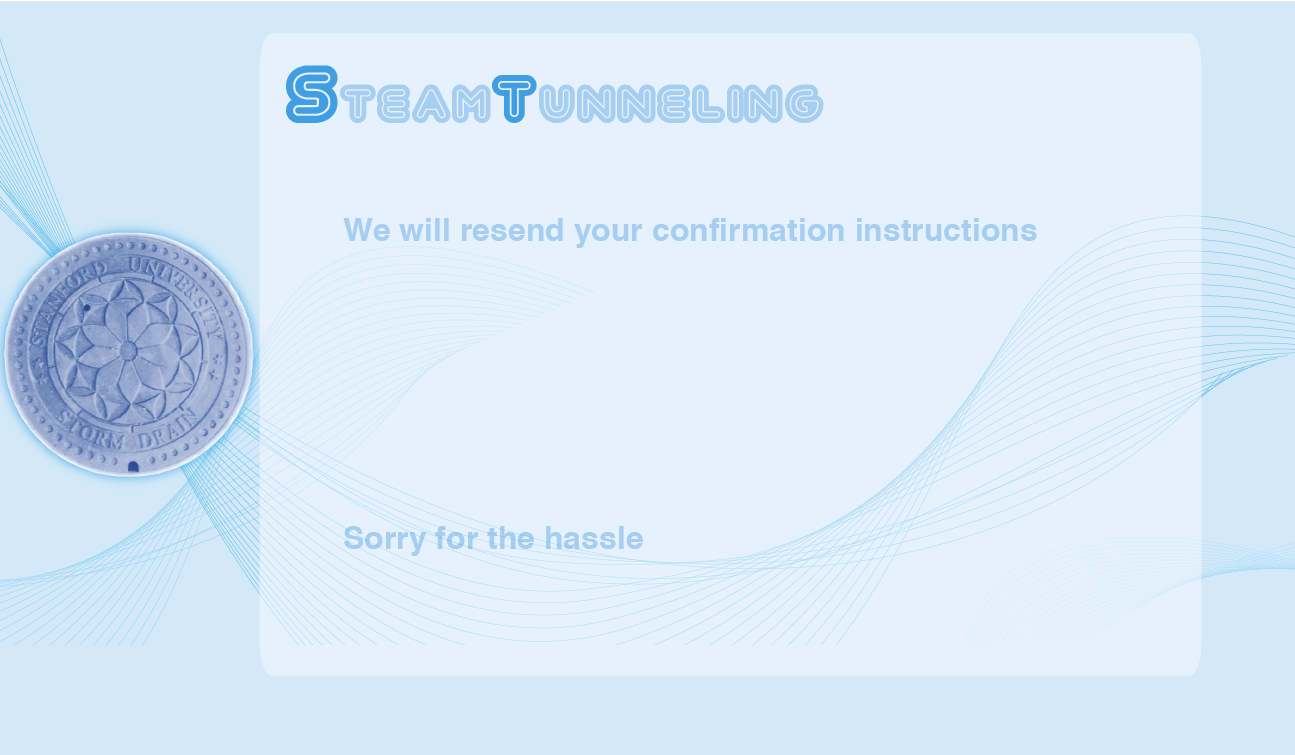 STEAMTUNNELING
We will resend your confirmation instructions
STANFORD UNIVERSITY
STORM DRAIN
Sorry for the hassle